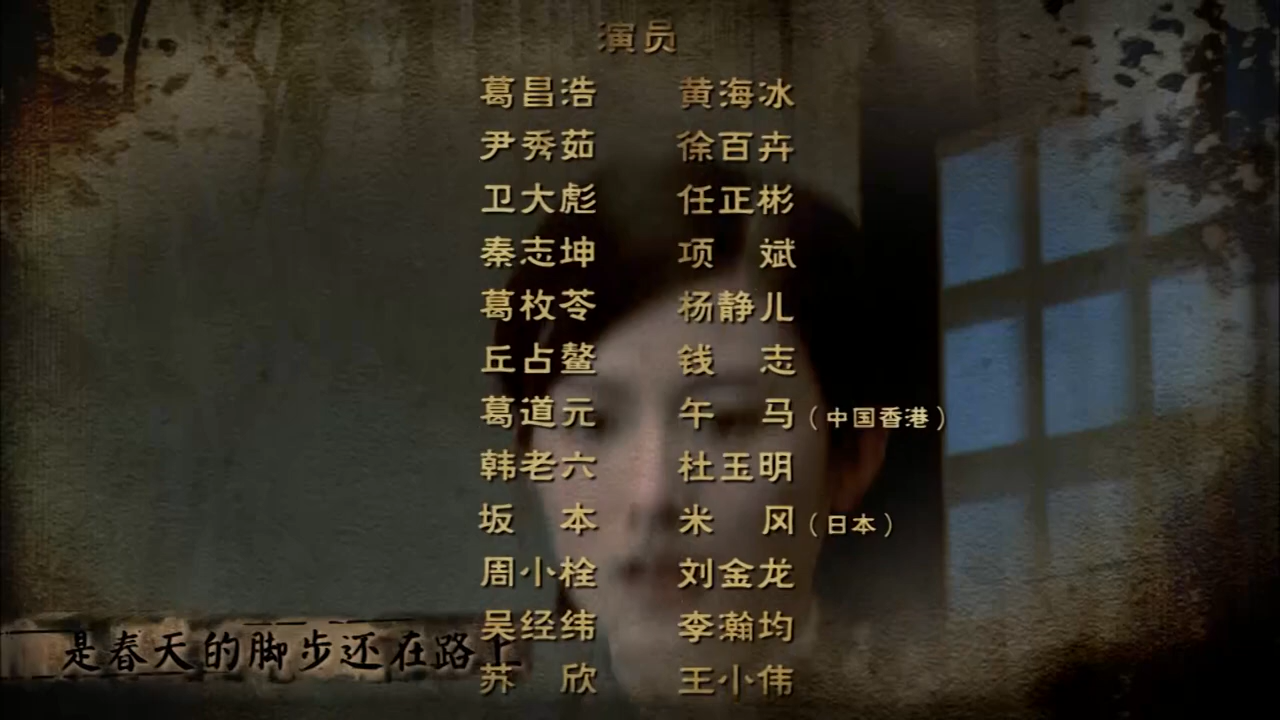 演员
葛昌浩 黄海冰
尹秀茹 徐百卉
卫大彪 任正彬
秦志坤 项 斌
葛枚苓 杨静儿
丘占鳌 钱 志
葛道元 午 马（中国香港）
韩老六 杜玉明
坂 本 米 风（日本）
周小栓 刘金龙
吴经纬 李瀚均
是春天的脚步还在路上
苏 欣 王小伟